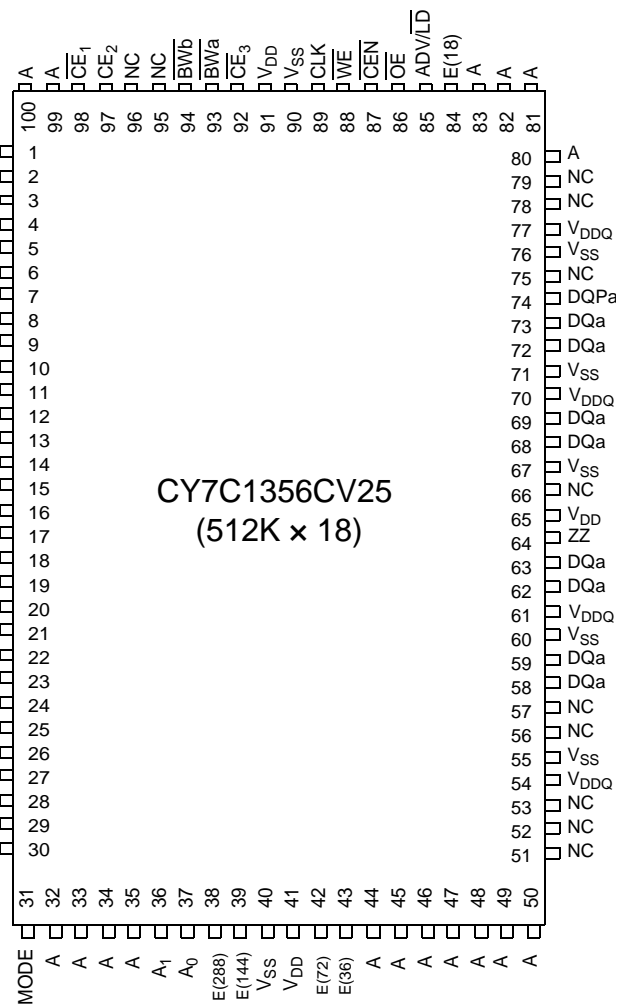 A
A
CE1
CE2
NC
NC
BWb
BWa
CE3
VDD
VSS
CLK
WE
CEN
OE
ADV/LD
E(18)
A
A
A
100
99
98
97
96
95
94
93
92
91
90
89
88
87
86
85
84
83
82
81
1
2
3
4
5
6
7
8
9
10
11
12
13
14
15
16
17
18
19
20
21
22
23
24
25
26
27
28
29
30
CY7C1356CV25
(512K × 18)
80 A
79 NC
78 NC
77 VDDQ
76 VSS
75 NC
74 DQPa
73 DQa
72 DQa
71 VSS
70 VDDQ
69 DQa
68 DQa
67 VSS
66 NC
65 VDD
64 ZZ
63 DQa
62 DQa
61 VDDQ
60 VSS
59 DQa
58 DQa
57 NC
56 NC
55 VSS
54 VDDQ
53 NC
52 NC
51 NC
31
32
33
34
35
36
37
38
39
40
41
42
43
44
45
46
47
48
49
50
MODE
A
A
A
A
A1
A0
E(288)
E(144)
VSS
VDD
E(72)
E(36)
A
A
A
A
A
A
A